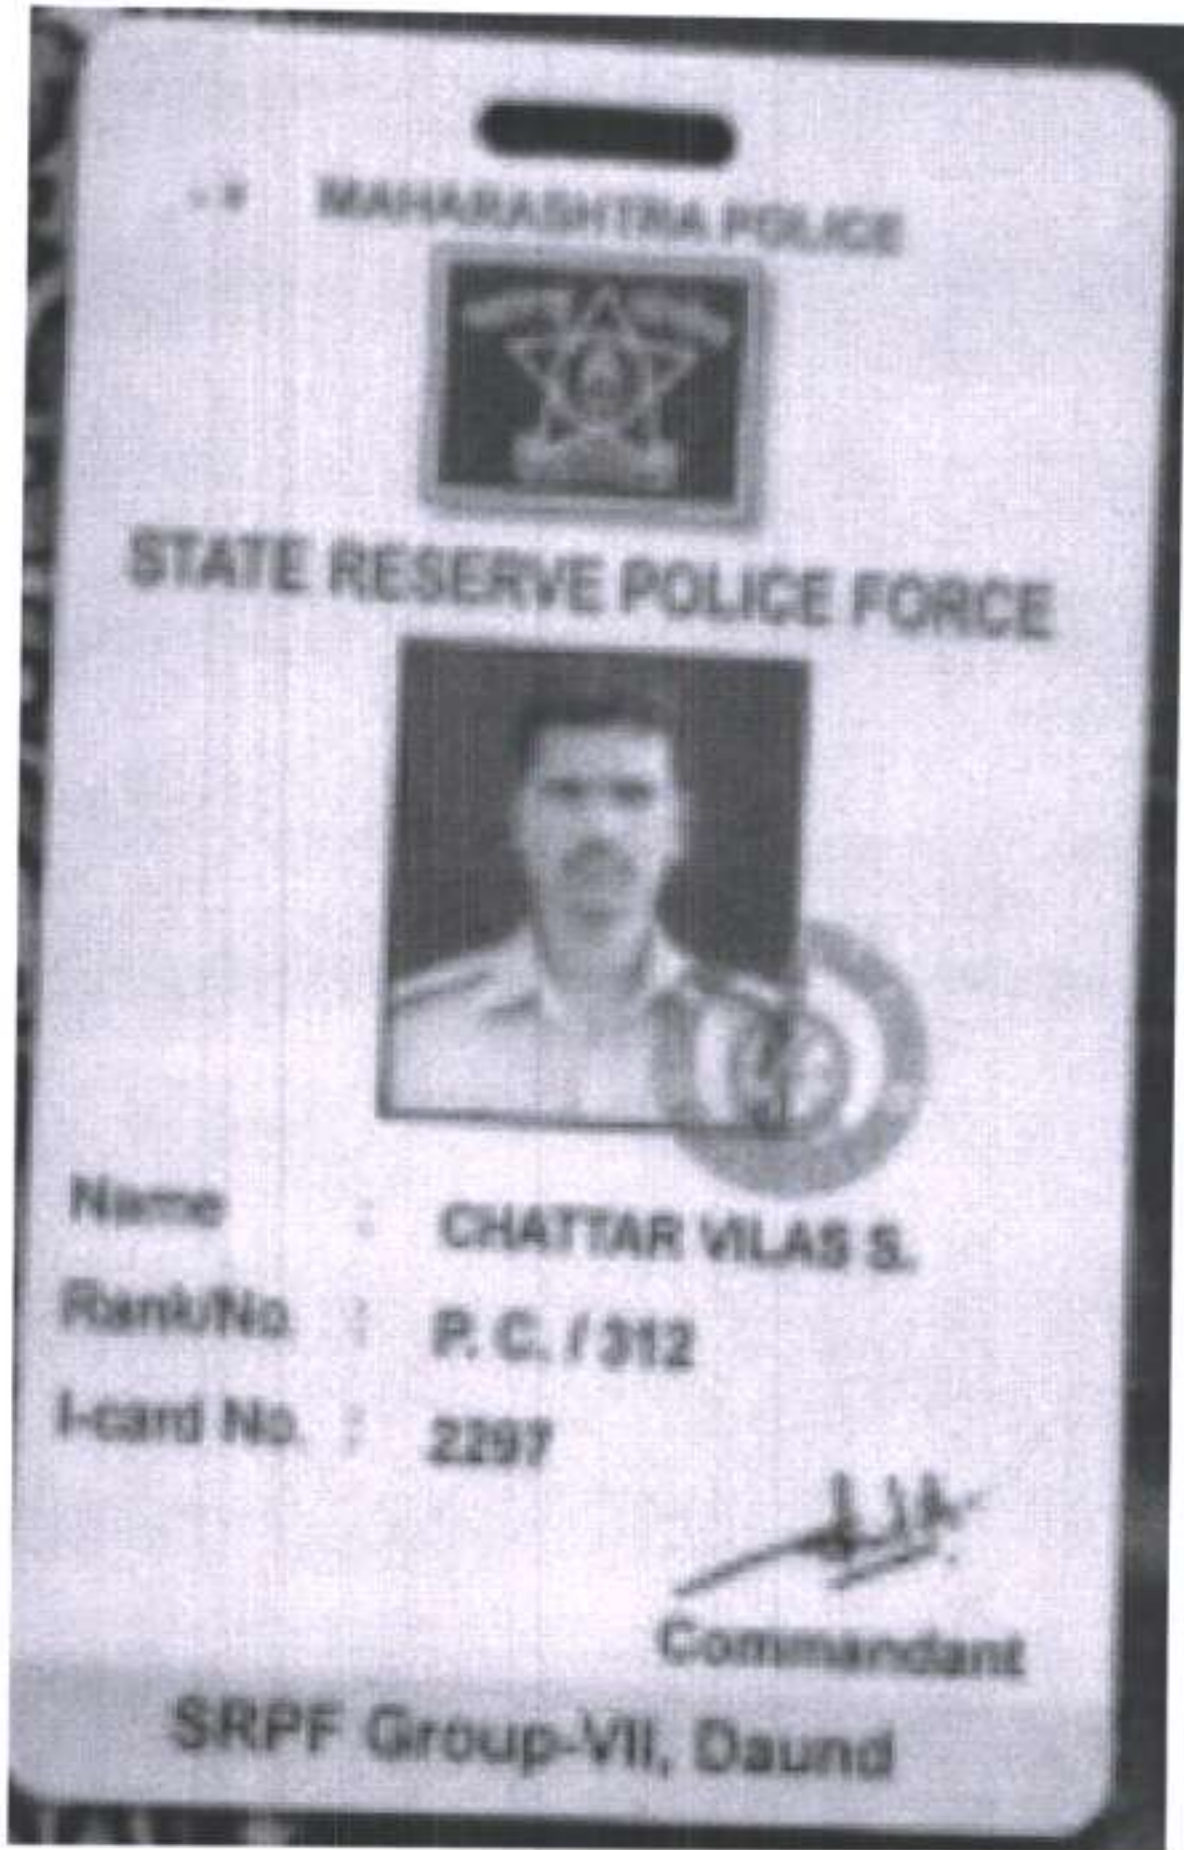 MAHARASHTRA POLICE
STATE RESERVE POLICE FORCE
Name : CHATTAR VILAS S.
Rank/No : P. C. / 312
I-card No. : 2297
Commandant
SRPF Group-VII, Daund